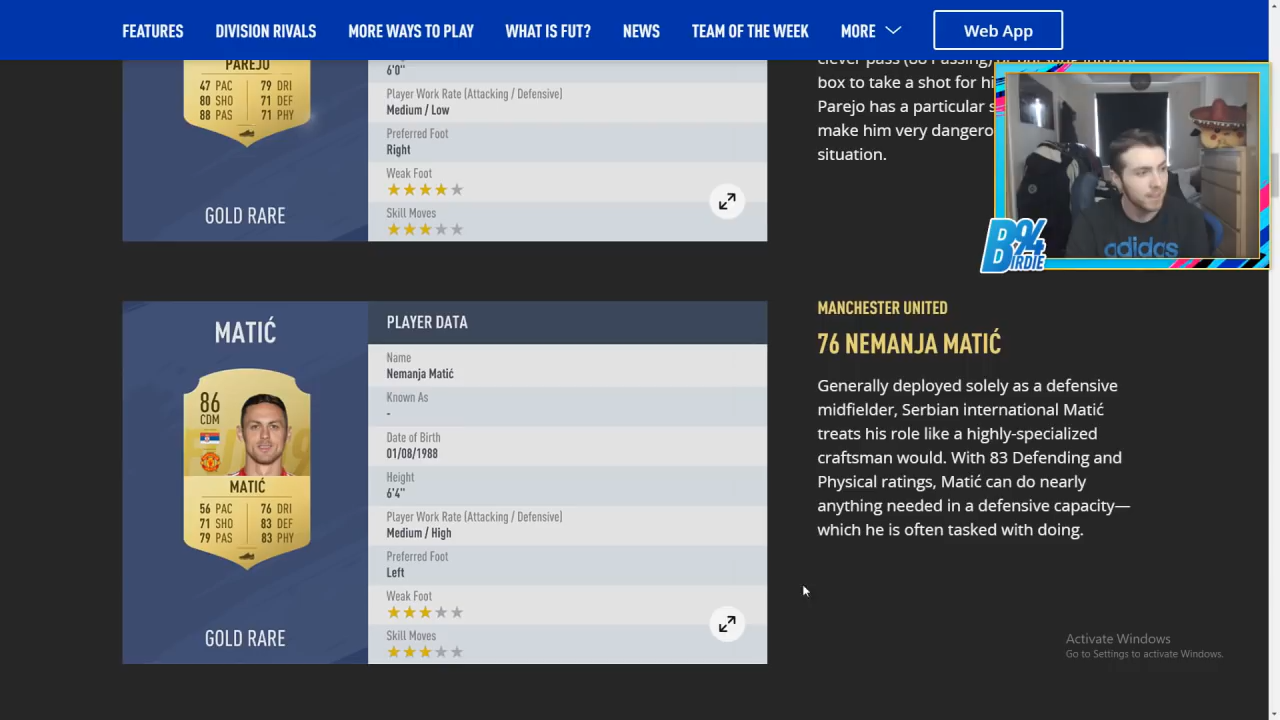 FEATURES DIVISION RIVALS MORE WAYS TO PLAY WHAT IS FUT? NEWS TEAM OF THE WEEK MORE Web App
PAREJO
47 PAC 79 DRI
80 SHO 71 DEF
88 PAS 71 PHY
GOLD RARE
6'0"
Player Work Rate (Attacking / Defensive)
Medium / Low
Preferred Foot
Right
Weak Foot
Skill Moves
box to take a shot for
Parejo has a particular
make him very
situation.
adidas
B94
BIRDIE
MATIĆ
86
CDM
MATIĆ
56 PAC 76 DRI
71 SHO 83 DEF
79 PAS 83 PHY
GOLD RARE
PLAYER DATA
Name
Nemanja Matić
Known As
-
Date of Birth
01/08/1988
Height
6'4"
Player Work Rate (Attacking / Defensive)
Medium / High
Preferred Foot
Left
Weak Foot
Skill Moves
MANCHESTER UNITED
76 NEMANJA MATIĆ
Generally deployed solely as a defensive
midfielder, Serbian international Matić
treats his role like a highly-specialized
craftsman would. With 83 Defending and
Physical ratings, Matić can do nearly
anything needed in a defensive capacity—
which he is often tasked with doing.
Activate Windows
Go to Settings to activate Windows.